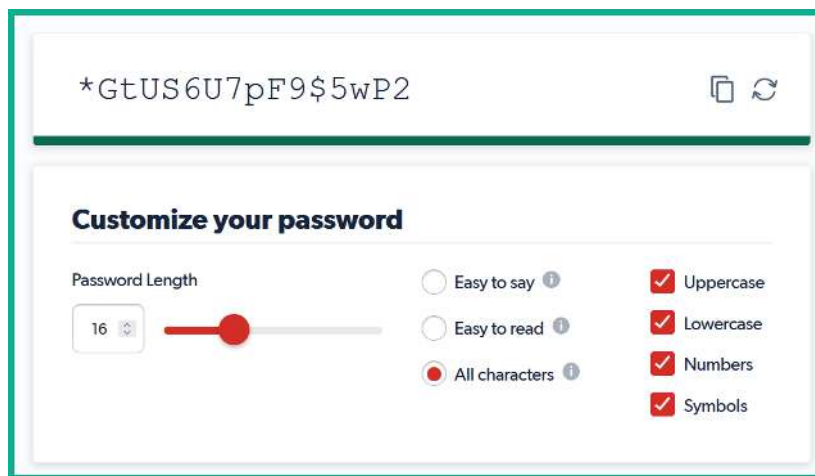 *GtUS6U7pF9$5wP2
Customize your password
Password Length
16
Easy to say
Easy to read
All characters
Uppercase
Lowercase
Numbers
Symbols